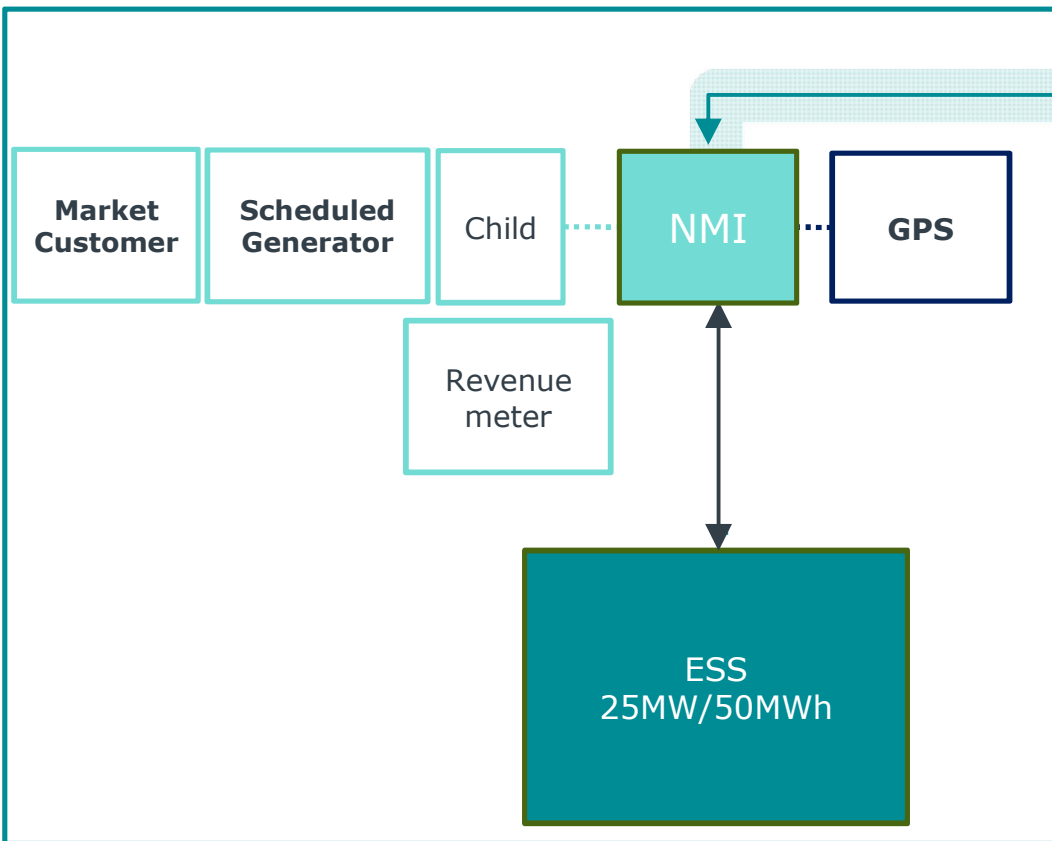 Market
Customer
Scheduled
Generator
Child
NMI
GPS
Revenue
meter
ESS
25MW/50MWh